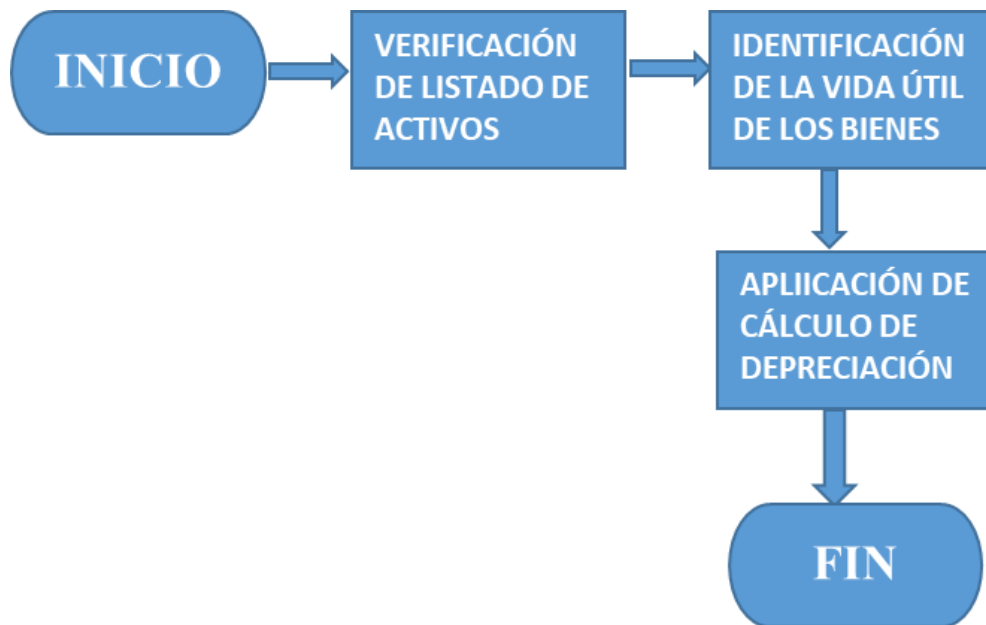 INICIO
VERIFICACIÓN
DE LISTADO DE
ACTIVOS
IDENTIFICACIÓN
DE LA VIDA ÚTIL
DE LOS BIENES
APLIICACIÓN DE
CÁLCULO DE
DEPRECIACIÓN
FIN